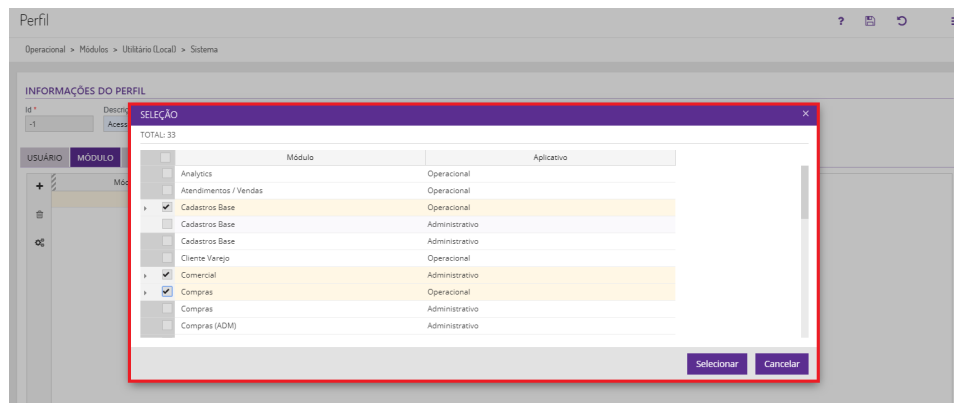 Perfil
?
Operacional > Módulos > Utilitário (Local) > Sistema
INFORMAÇÕES DO PERFIL
Id *
Descriç
-1
Acess
SELEÇÃO
×
TOTAL: 33
USUÁRIO MÓDULO
Mód
Módulo Aplicativo
Analytics Operacional
Atendimentos / Vendas Operacional
Cadastros Base Operacional
Cadastros Base Administrativo
Cadastros Base Administrativo
Cliente Varejo Operacional
Comercial Administrativo
Compras Operacional
Compras Administrativo
Compras (ADM) Administrativo
Selecionar Cancelar